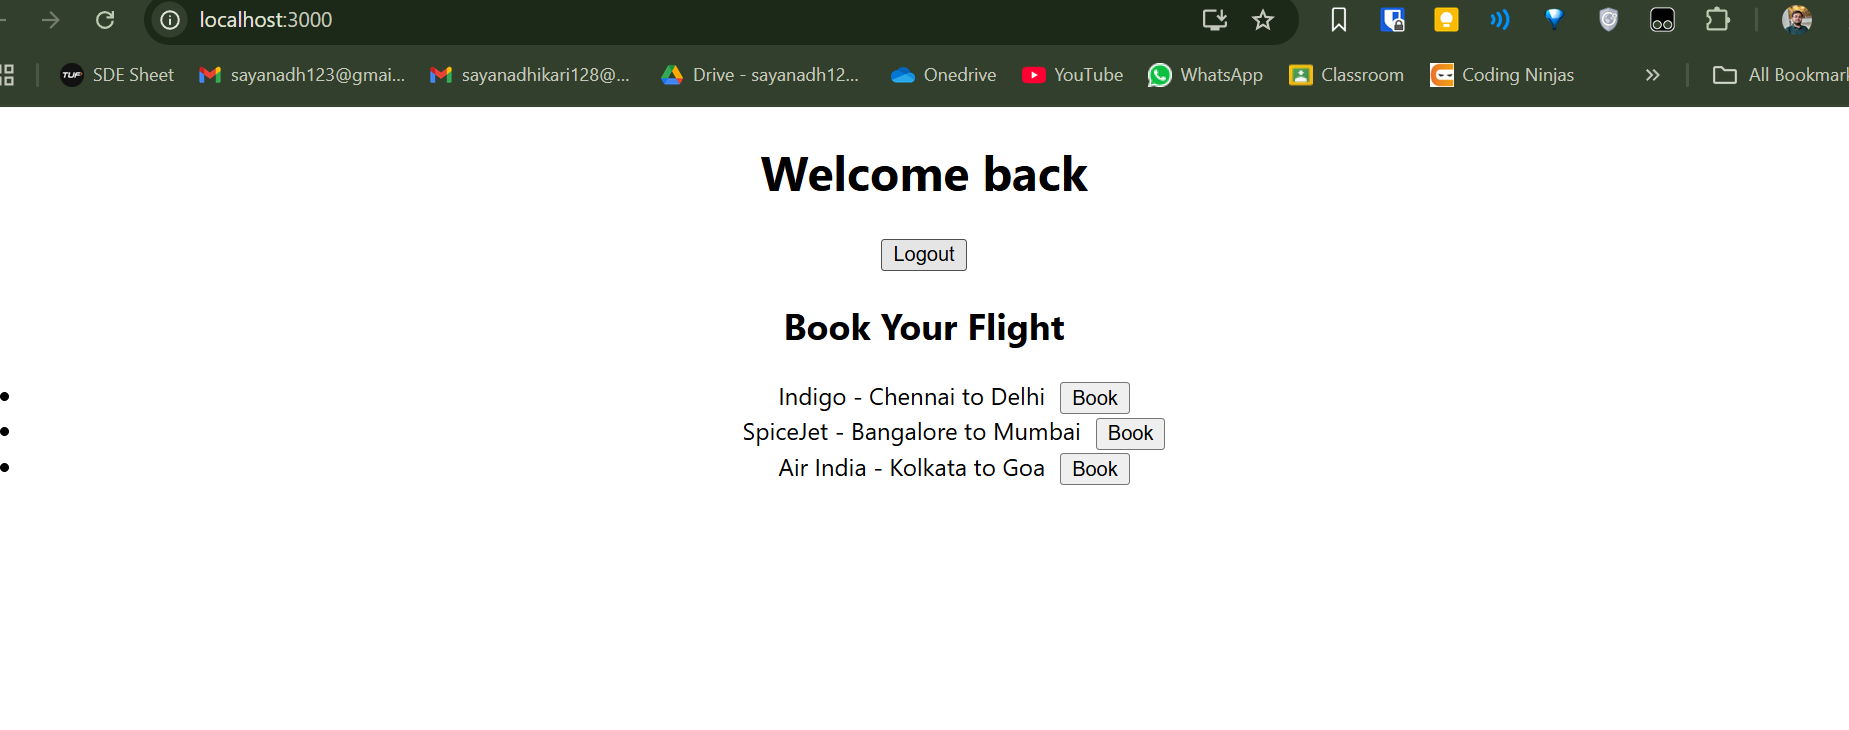 localhost:3000
SDE Sheet sayanadh123@gmai... sayanadhikari128@... Drive - sayanadh12... Onedrive YouTube WhatsApp Classroom Coding Ninjas » All Bookmark
Welcome back
Logout
Book Your Flight
Indigo - Chennai to Delhi Book
SpiceJet - Bangalore to Mumbai Book
Air India - Kolkata to Goa Book